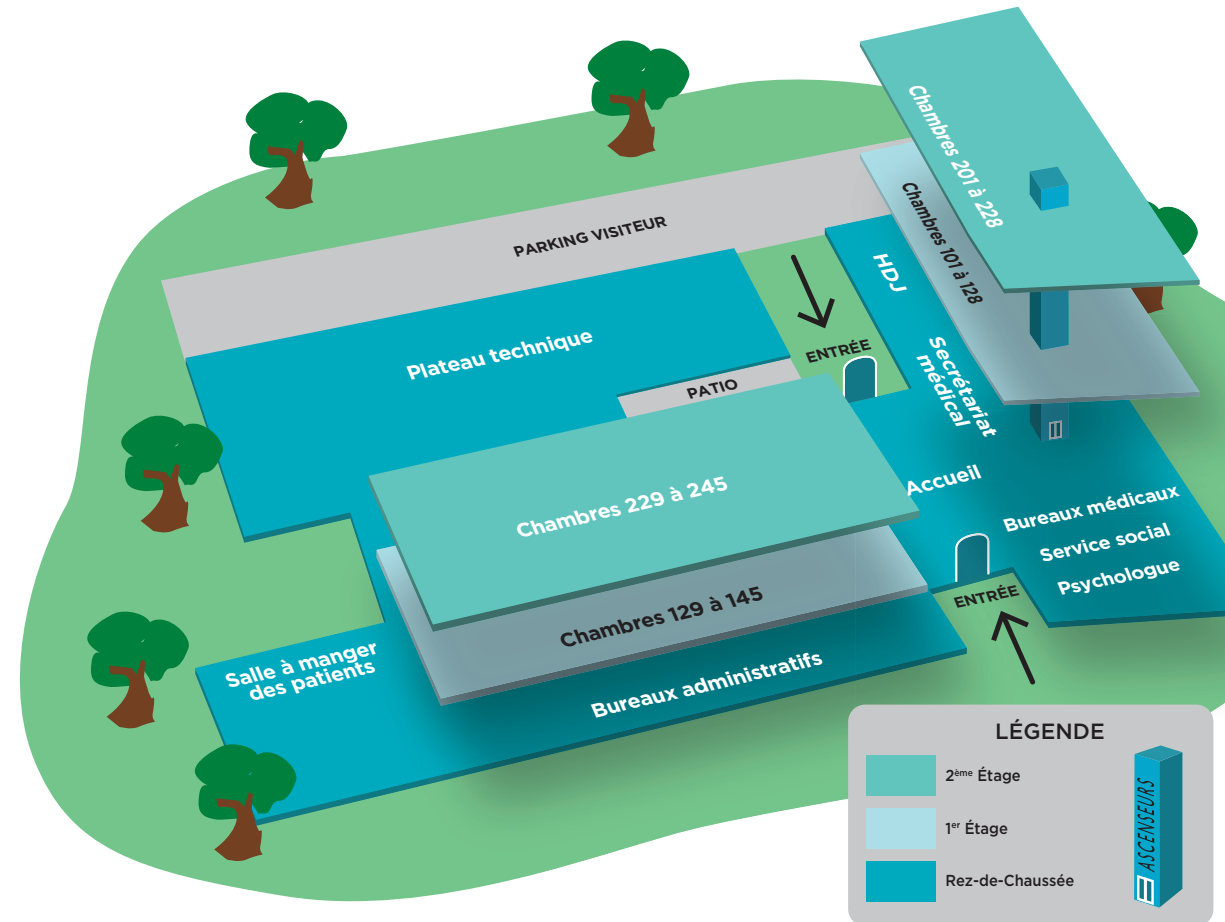 Chambres 201 à 228
Chambres 101 à 128
PARKING VISITEUR
HDJ
Plateau technique
ENTRÉE
Secrétariat
médical
PATIO
Accueil
Chambres 229 à 245
Bureaux médicaux
Service social
Psychologue
ENTRÉE
Chambres 129 à 145
Salle à manger
des patients
Bureaux administratifs
LÉGENDE
2ème Étage
1er Étage
Rez-de-Chaussée
ASCENSEURS